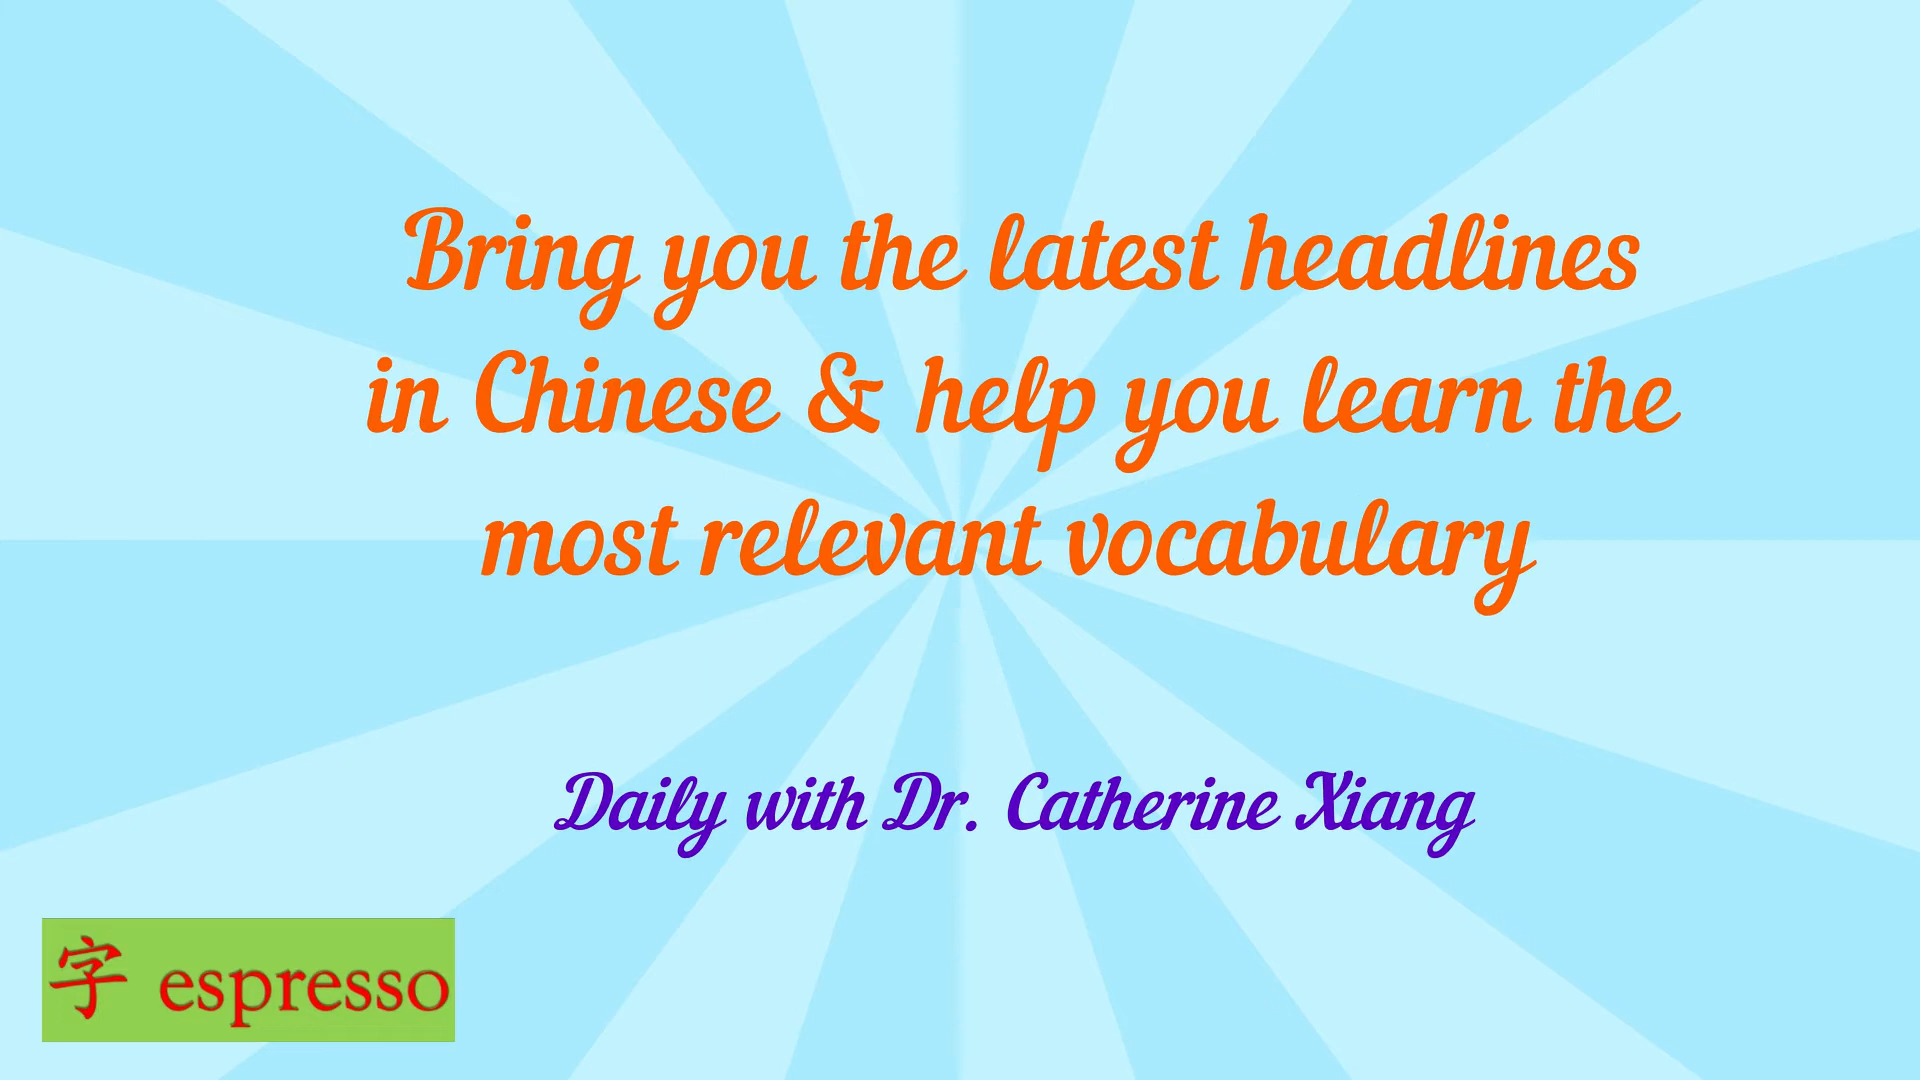 Bring you the latest headlines
in Chinese & help you learn the
most relevant vocabulary
Daily with Dr. Catherine Xiang
字 espresso